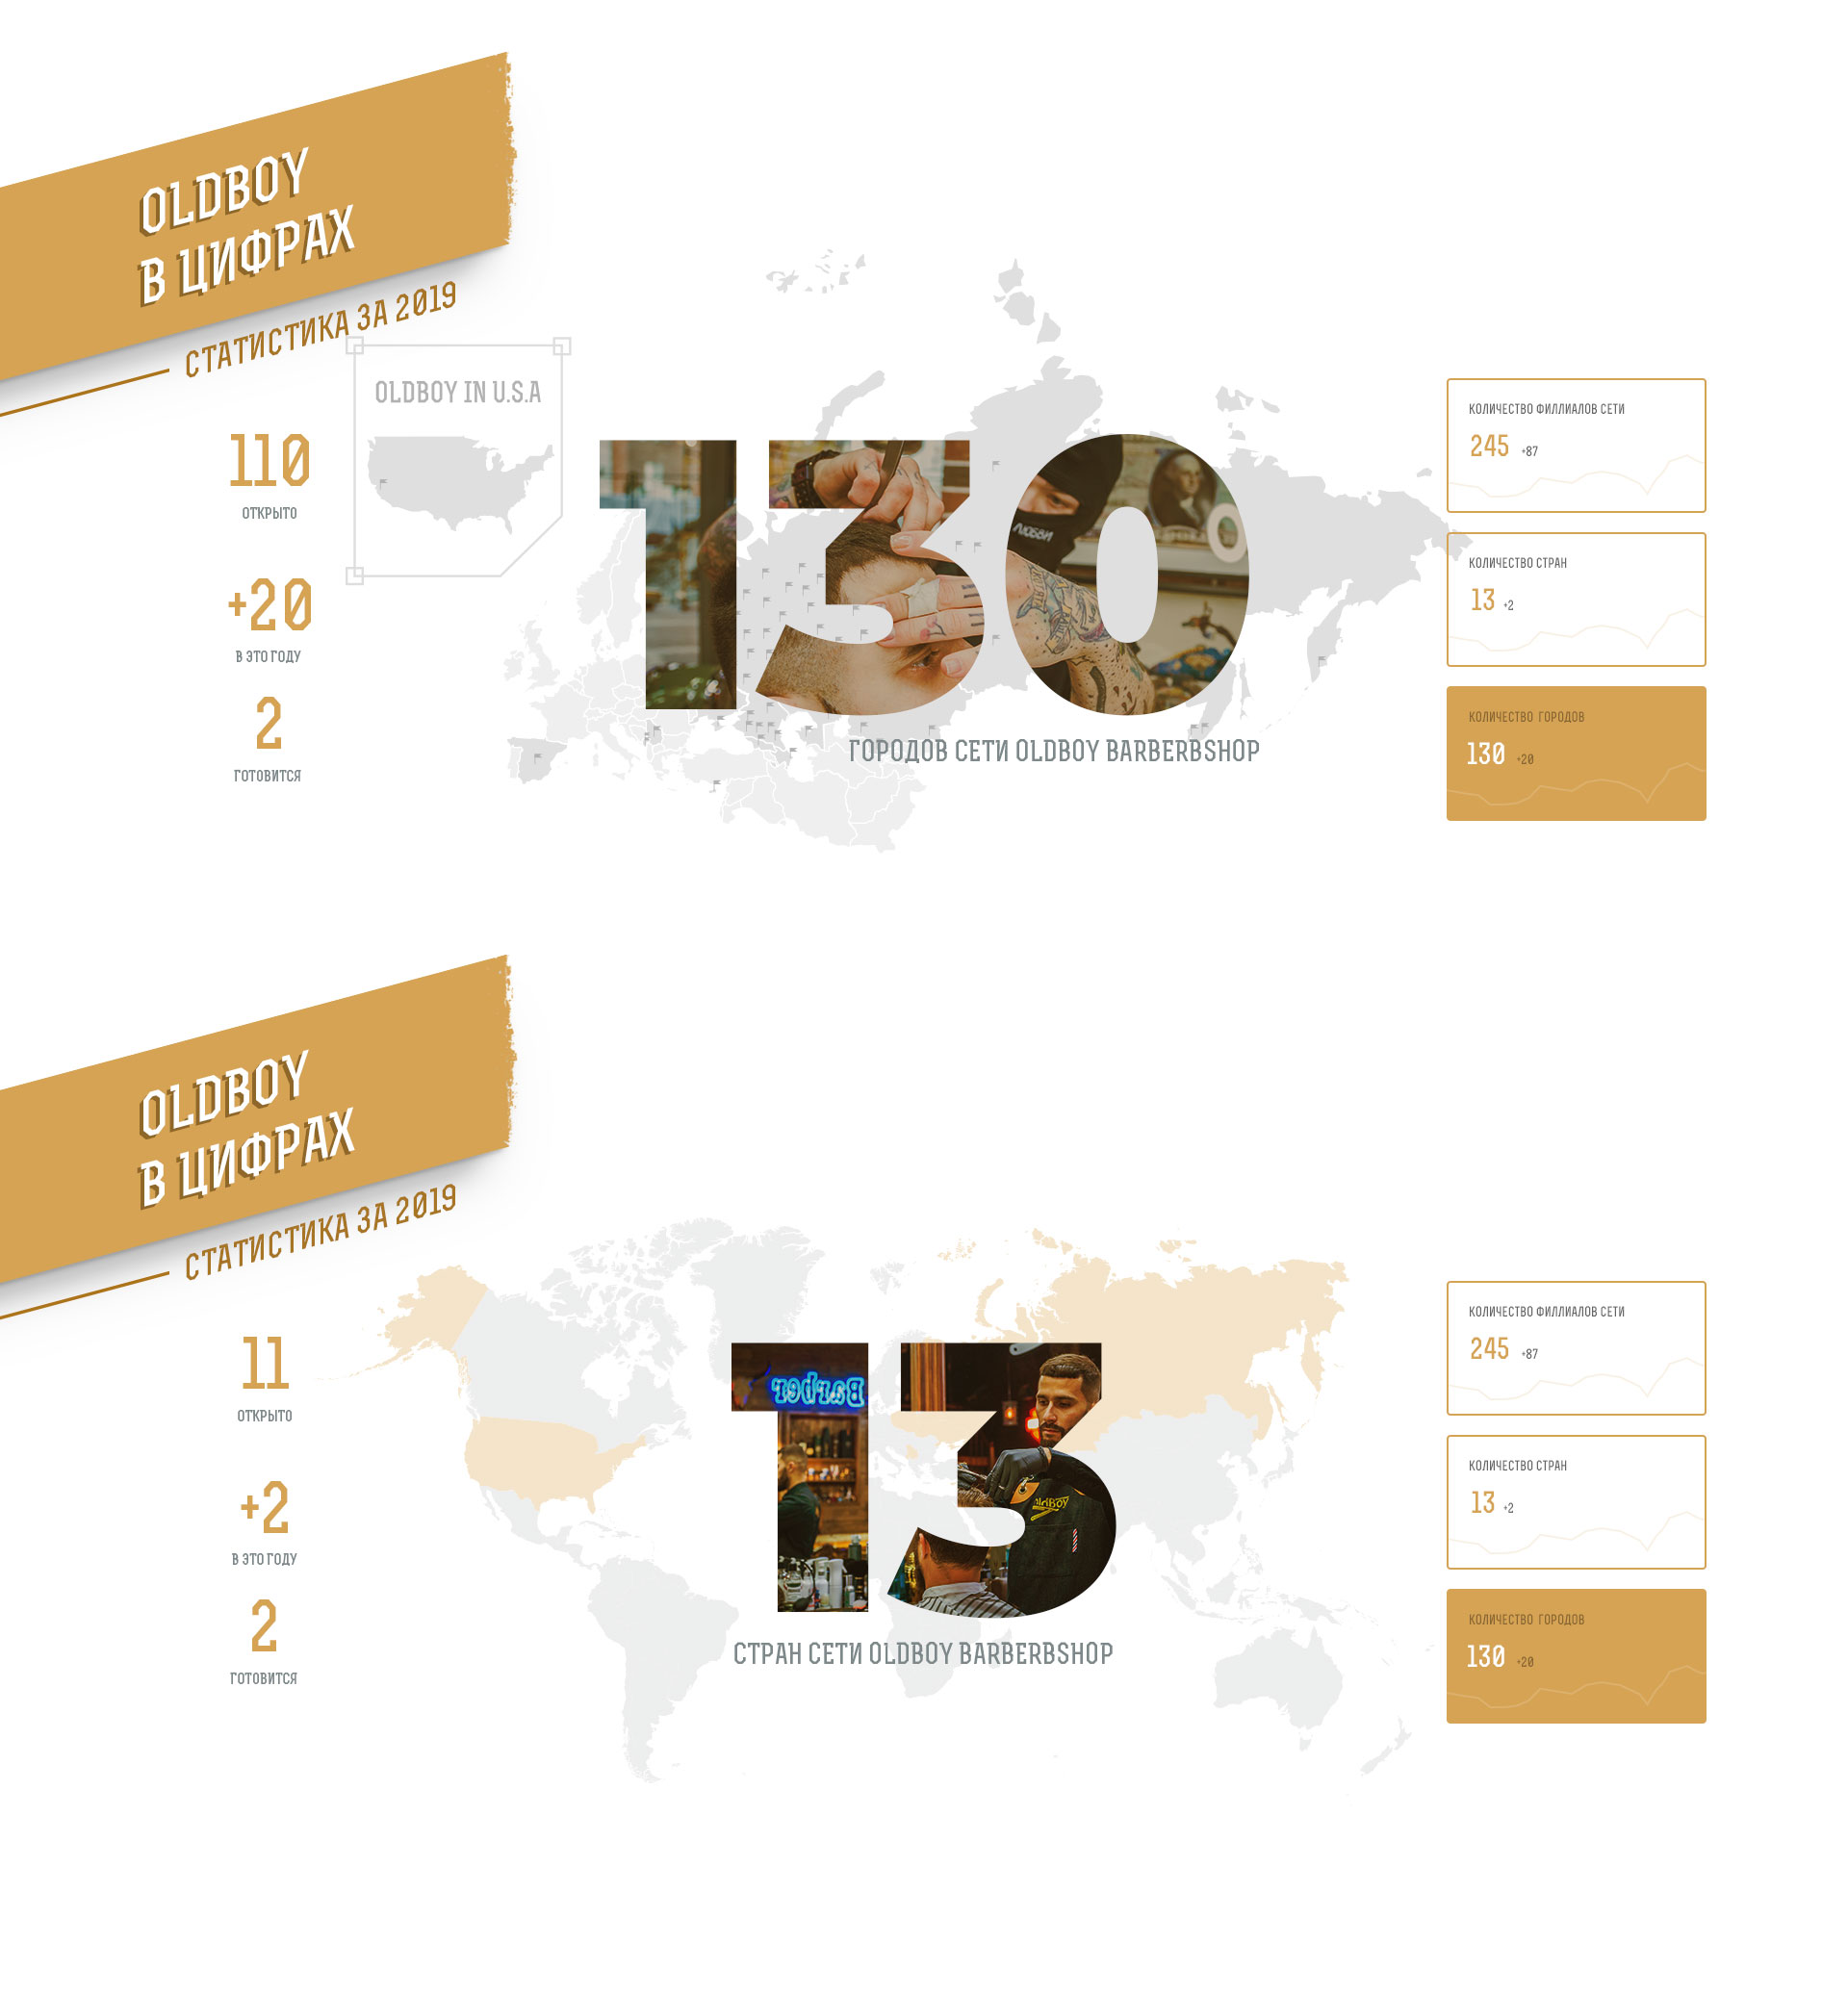 OLDBOY
В ЦИФРАХ
СТАТИСТИКА ЗА 2019
OLDBOY IN U.S.A
110
ОТКРЫТО
+20
В ЭТО ГОДУ
2
ГОТОВИТСЯ
130
ЛЮБВИ
ГОРОДОВ СЕТИ OLDBOY BARBERBSHOP
КОЛИЧЕСТВО ФИЛЛИАЛОВ СЕТИ
245 +87
КОЛИЧЕСТВО СТРАН
13 +2
КОЛИЧЕСТВО ГОРОДОВ
130 +20
OLDBOY
В ЦИФРАХ
СТАТИСТИКА ЗА 2019
11
ОТКРЫТО
+2
В ЭТО ГОДУ
2
ГОТОВИТСЯ
13
Barber
OldBoy
СТРАН СЕТИ OLDBOY BARBERBSHOP
КОЛИЧЕСТВО ФИЛЛИАЛОВ СЕТИ
245 +87
КОЛИЧЕСТВО СТРАН
13 +2
КОЛИЧЕСТВО ГОРОДОВ
130 +20